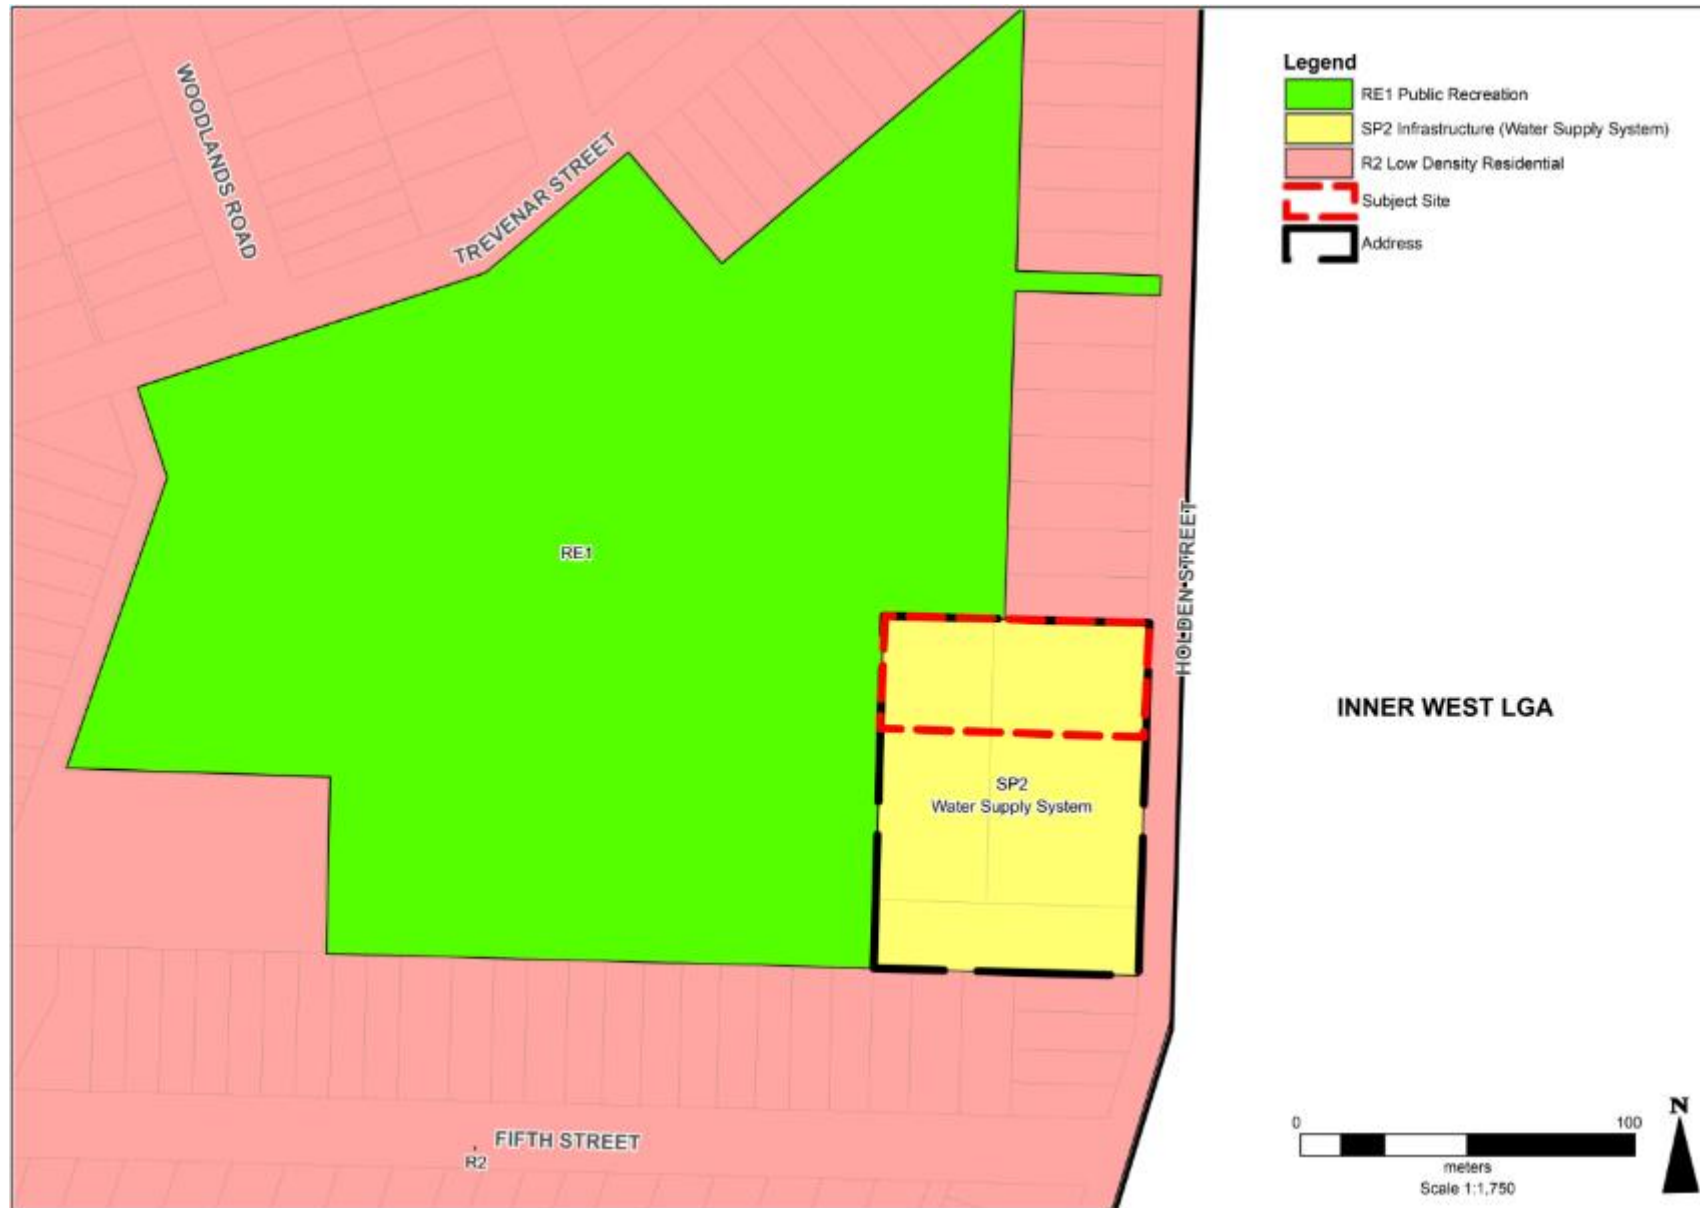 Legend
RE1 Public Recreation
SP2 Infrastructure (Water Supply System)
R2 Low Density Residential
Subject Site
Address
WOODLANDS ROAD
TREVENAR STREET
RE1
HOLDEN STREET
INNER WEST LGA
SP2
Water Supply System
FIFTH STREET
R2
N
0 100
meters
Scale 1:1,750